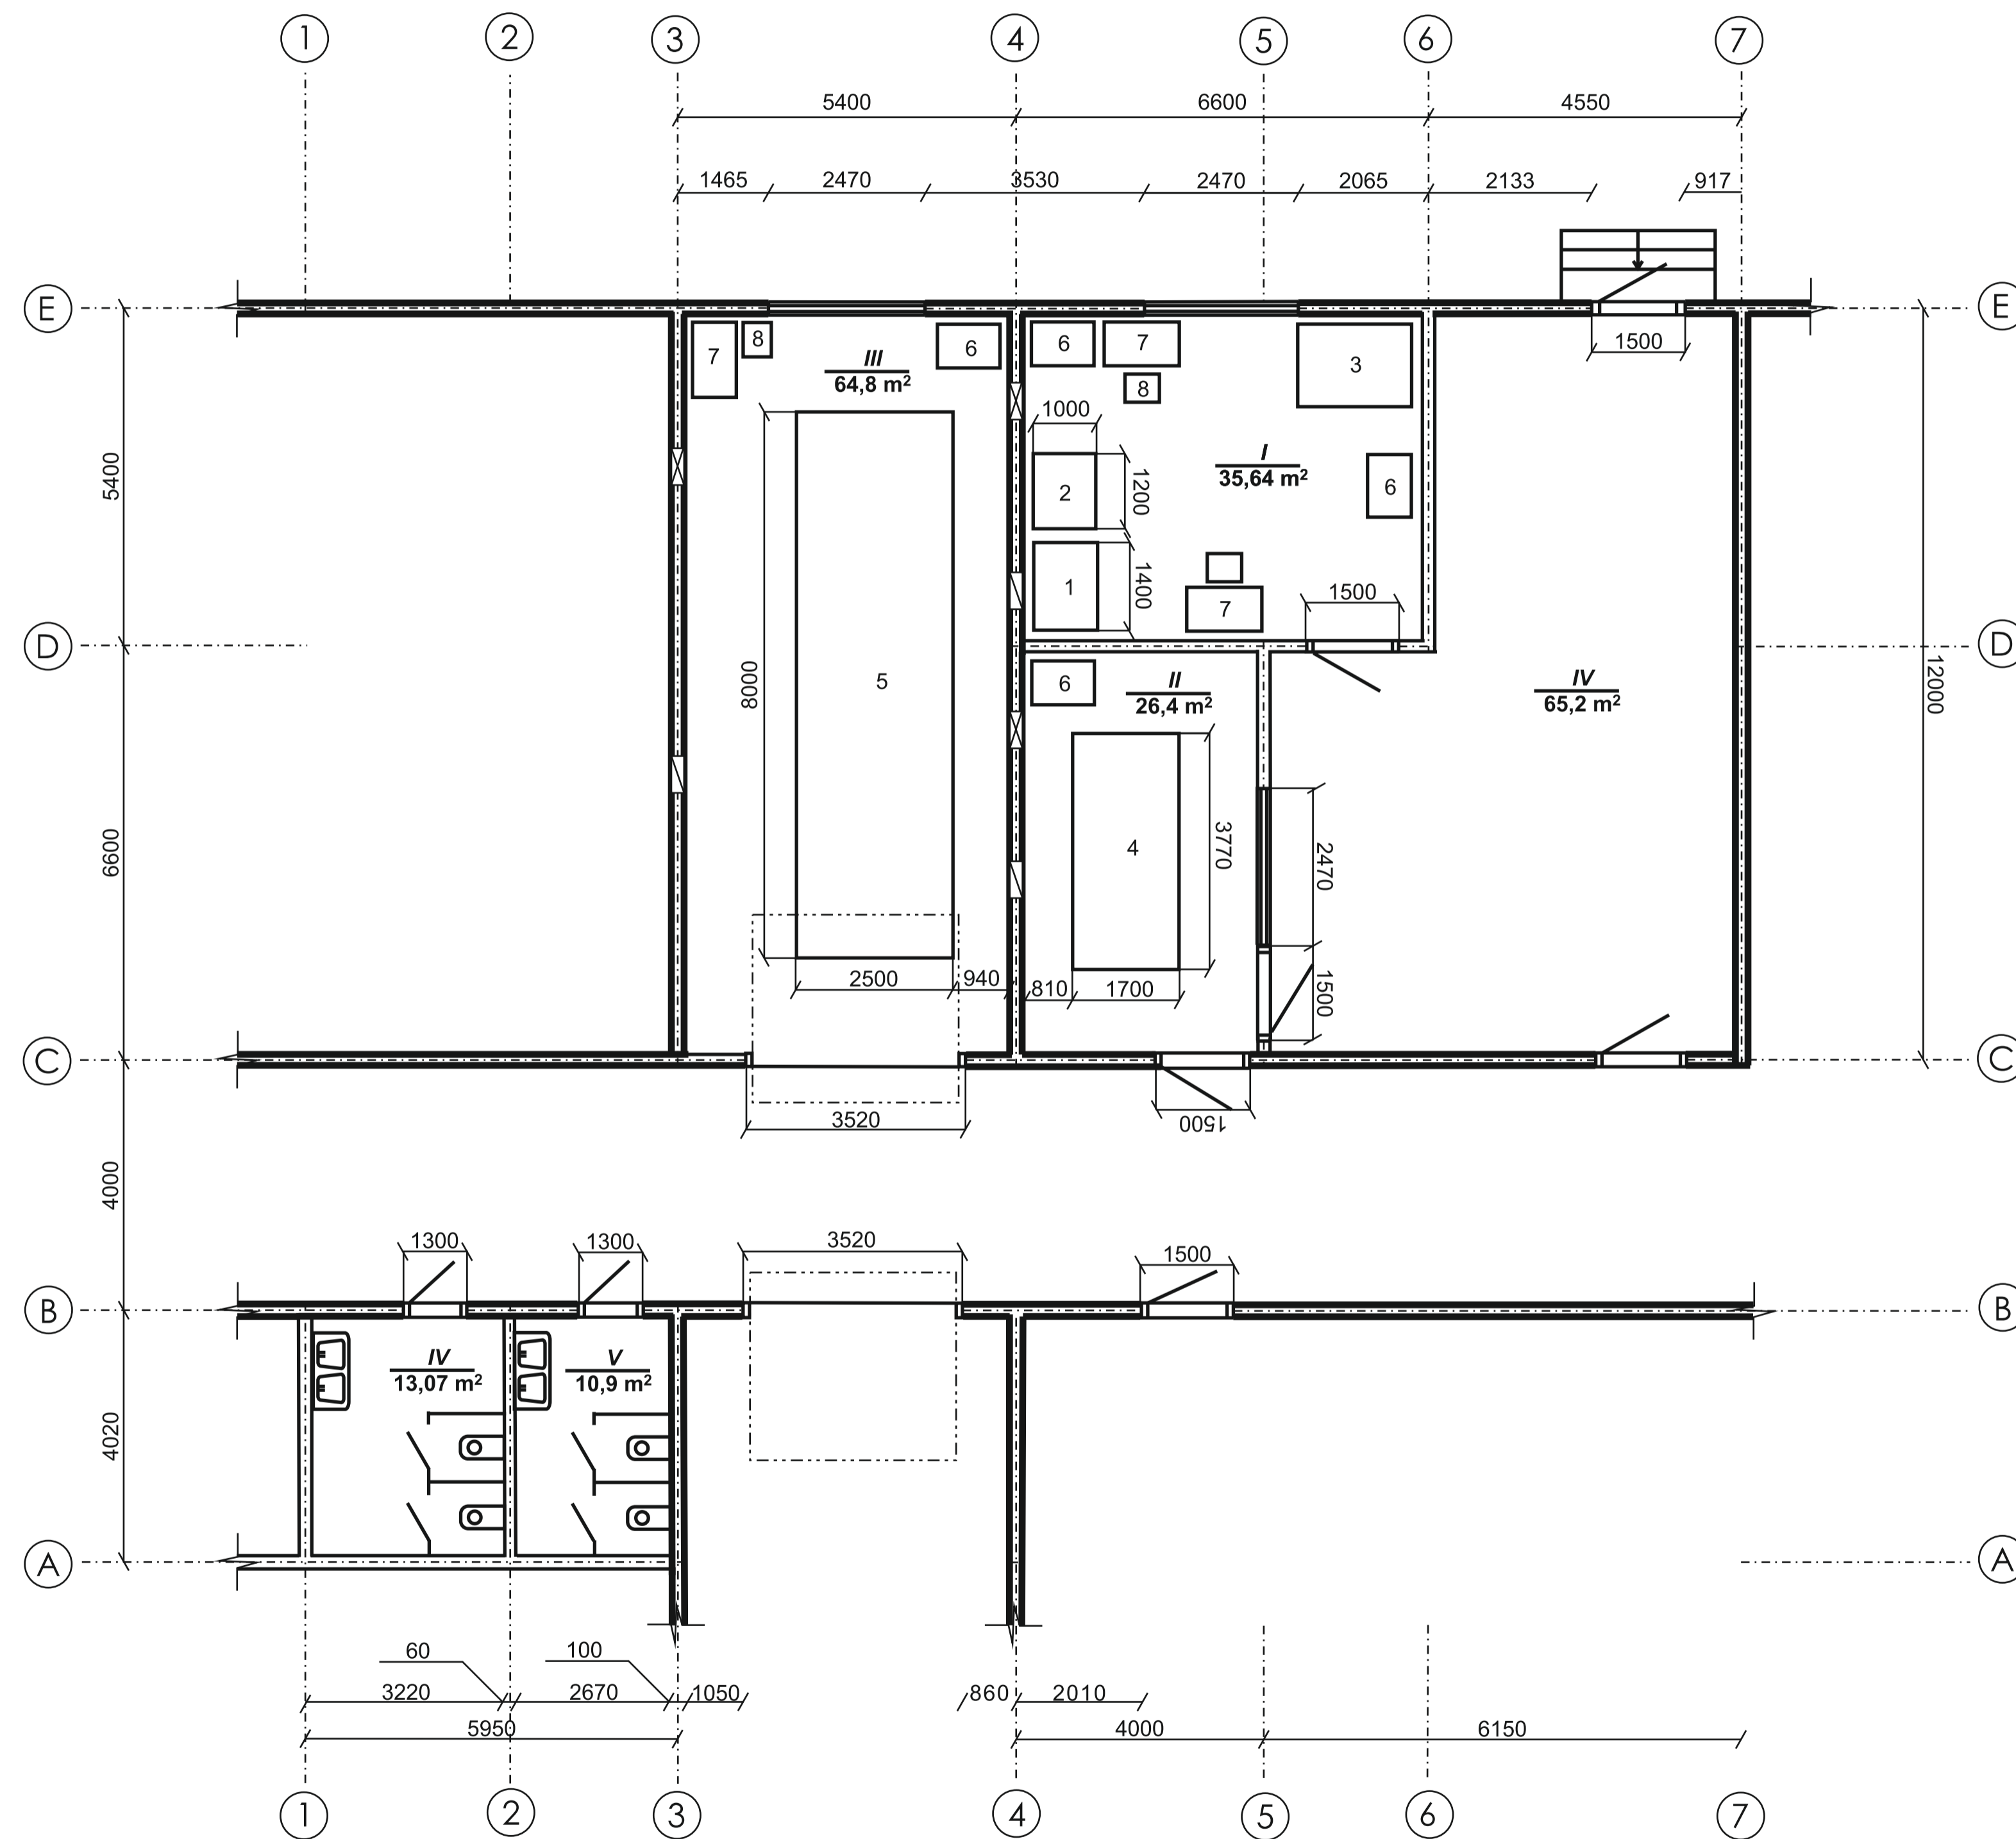 1 2 3 4 5 6 7
5400 6600 4550
1465 2470 3530 2470 2065 2133 917
E E
1500
7 8 6 6 7 3
III
64,8 m²
8
1000
I
35,64 m²
5400
2 1200 6
1 1400
7
1500
D D
12000
8000
5
6
II
26,4 m²
IV
65,2 m²
6600
4 3770
2470
2500 940
810 1700
1500
C C
3520
1500
4000
1300 1300 3520 1500
B B
IV
13,07 m²
V
10,9 m²
4020
A A
60 100
3220 2670 1050 860 2010
5950 4000 6150
1 2 3 4 5 6 7